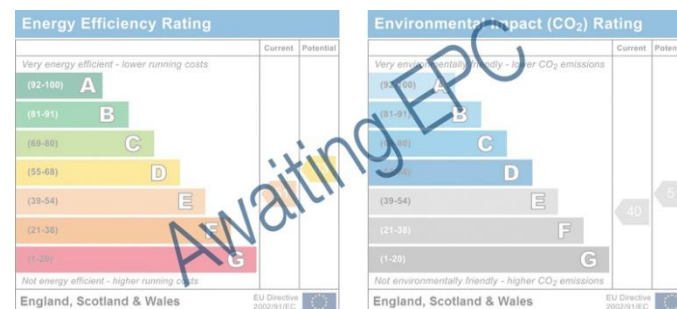 Energy Efficiency Rating
Current Potential
Very energy efficient - lower running costs
(92-100) A
(81-91) B
(69-80) C
(55-68) D
(39-54) E
(21-38) F
(1-20) G
Not energy efficient - higher running costs
England, Scotland & Wales
EU Directive
2002/91/EC
Environmental Impact (CO₂) Rating
Current
Very environmentally friendly - lower CO₂ emissions
(92-100) A
(81-91) B
C
D
(39-54) E
40
(21-38) F
(1-20) G
Not environmentally friendly - higher CO₂ emissions
England, Scotland & Wales
EU Directive
2002/91/EC
Awaiting EPC